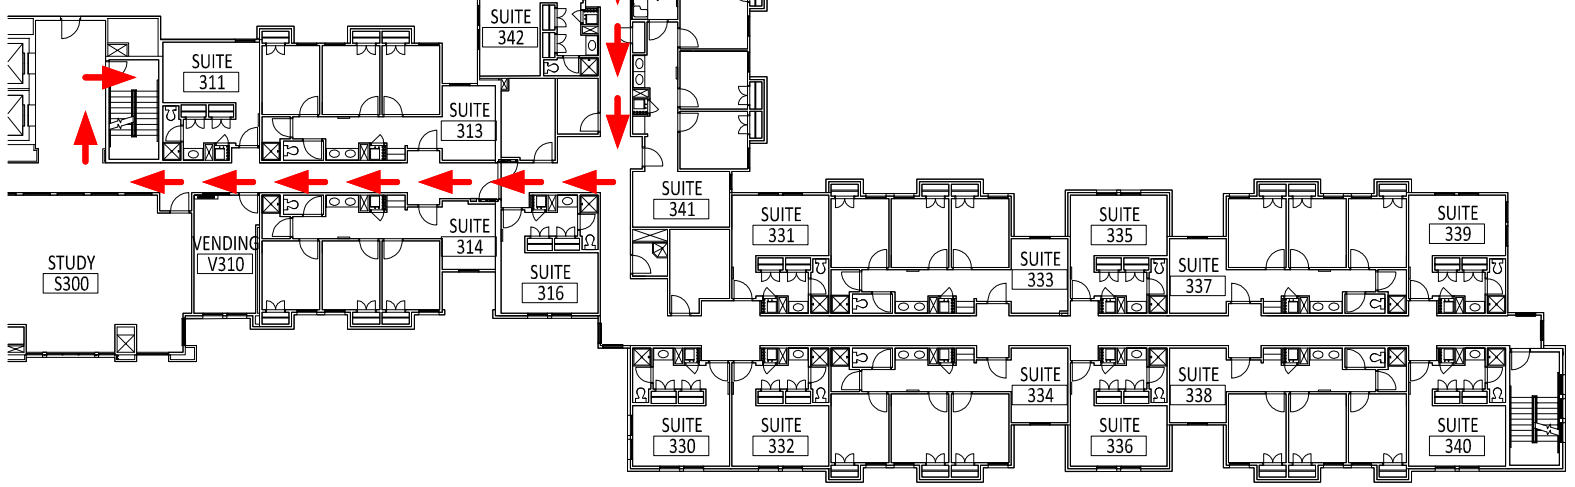 SUITE
342
SUITE
311
SUITE
313
SUITE
341
SUITE
331
SUITE
335
SUITE
339
VENDING
V310
SUITE
314
STUDY
S300
SUITE
316
SUITE
333
SUITE
337
SUITE
334
SUITE
338
SUITE
330
SUITE
332
SUITE
336
SUITE
340